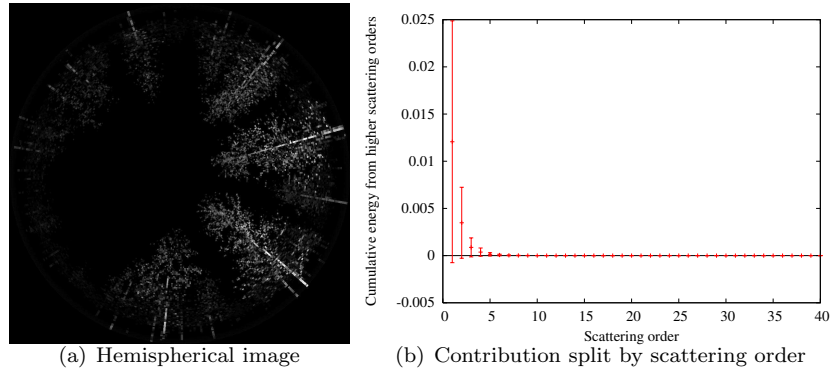 0.025
0.02
0.015
0.01
0.005
0
-0.005
Cumulative energy from higher scattering orders
0 5 10 15 20 25 30 35 40
Scattering order
(a) Hemispherical image
(b) Contribution split by scattering order